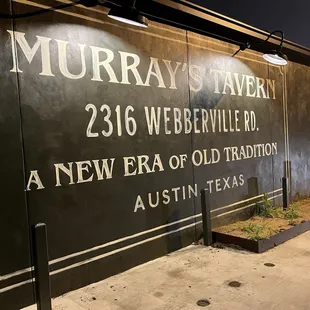 MURRAY'S TAVERN
2316 WEBBERVILLE RD.
A NEW ERA OF OLD TRADITION
AUSTIN, TEXAS